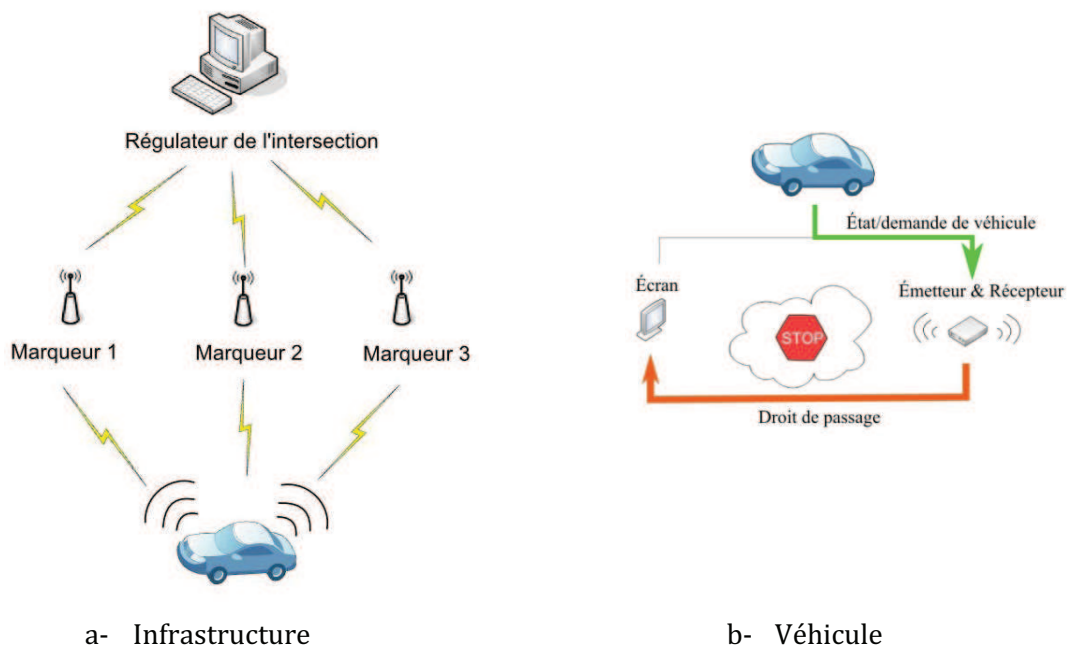 Régulateur de l'intersection
Marqueur 1
Marqueur 2
Marqueur 3
a- Infrastructure
État/demande de véhicule
Écran
Émetteur & Récepteur
STOP
Droit de passage
b- Véhicule